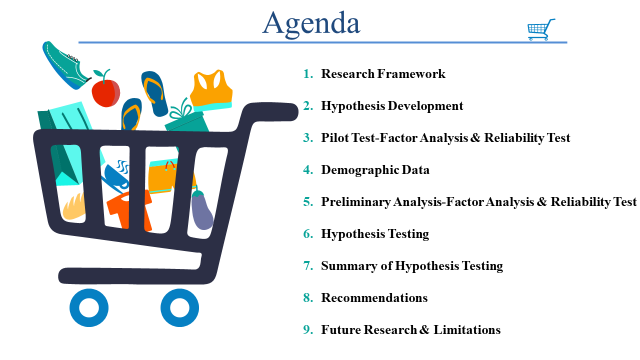 Agenda
1. Research Framework
2. Hypothesis Development
3. Pilot Test-Factor Analysis & Reliability Test
4. Demographic Data
5. Preliminary Analysis-Factor Analysis & Reliability Test
6. Hypothesis Testing
7. Summary of Hypothesis Testing
8. Recommendations
9. Future Research & Limitations